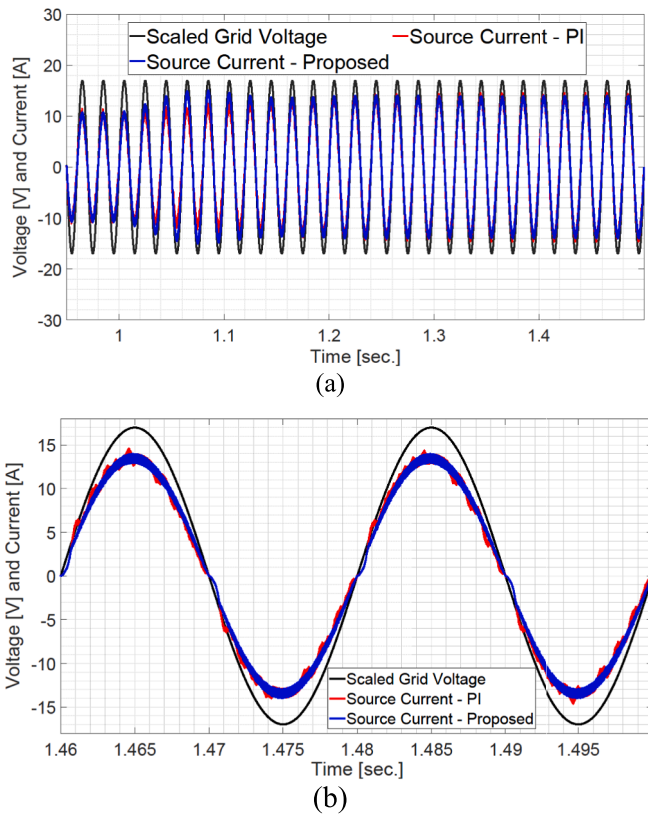 30
Scaled Grid Voltage
Source Current - PI
Source Current - Proposed
20
10
0
-10
-20
-30
Voltage [V] and Current [A]
1
1.1
1.2
1.3
1.4
Time [sec.]
(a)
15
10
5
0
-5
-10
-15
Voltage [V] and Current [A]
Scaled Grid Voltage
Source Current - PI
Source Current - Proposed
1.46
1.465
1.47
1.475
1.48
1.485
1.49
1.495
Time [sec.]
(b)